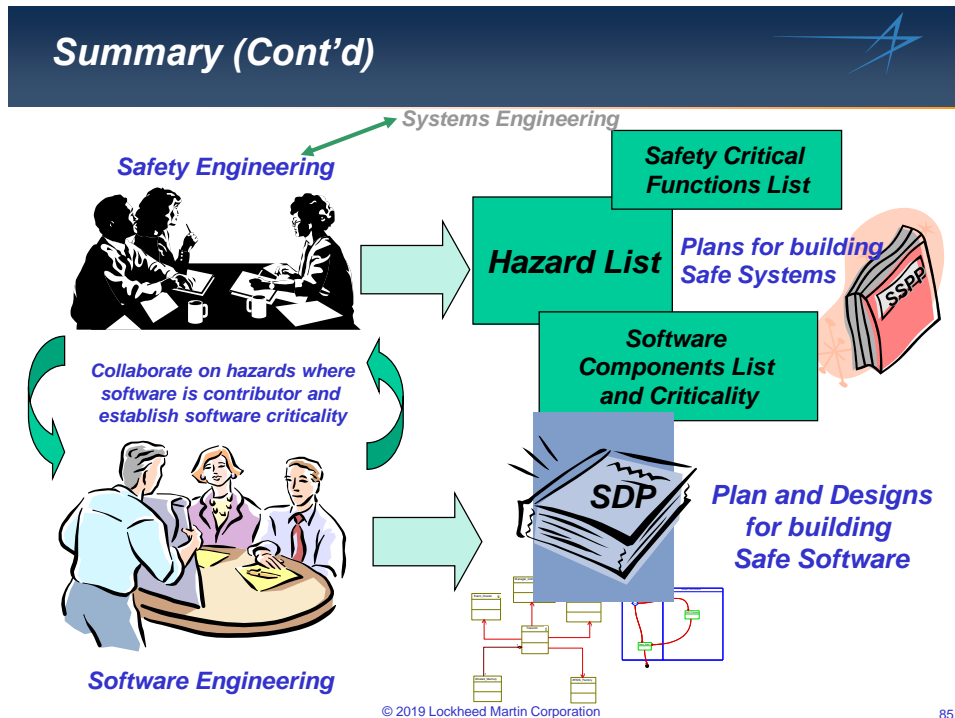 Summary (Cont’d)
Systems Engineering
Safety Engineering
Safety Critical
Functions List
Hazard List
Plans for building
Safe Systems
SSPP
Collaborate on hazards where
software is contributor and
establish software criticality
Software
Components List
and Criticality
SDP
Plan and Designs
for building
Safe Software
Software Engineering
© 2019 Lockheed Martin Corporation
85